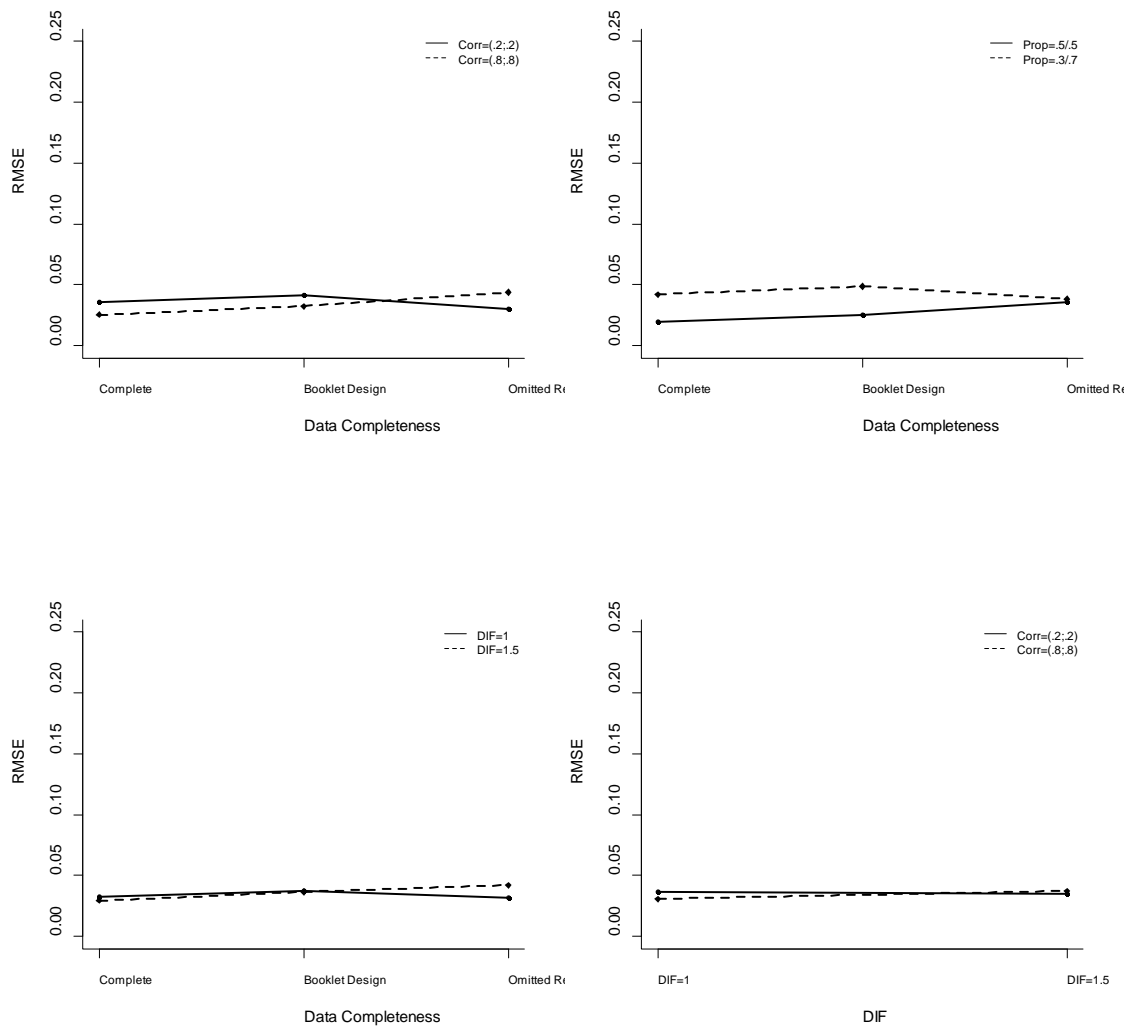 Corr=(.2;.2)
Corr=(.8;.8)
RMSE
0.25
0.20
0.15
0.10
0.05
0.00
Complete
Booklet Design
Omitted Re
Data Completeness
Prop=.5/.5
Prop=.3/.7
RMSE
0.25
0.20
0.15
0.10
0.05
0.00
Complete
Booklet Design
Omitted Re
Data Completeness
DIF=1
DIF=1.5
RMSE
0.25
0.20
0.15
0.10
0.05
0.00
Complete
Booklet Design
Omitted Re
Data Completeness
Corr=(.2;.2)
Corr=(.8;.8)
RMSE
0.25
0.20
0.15
0.10
0.05
0.00
DIF=1
DIF=1.5
DIF